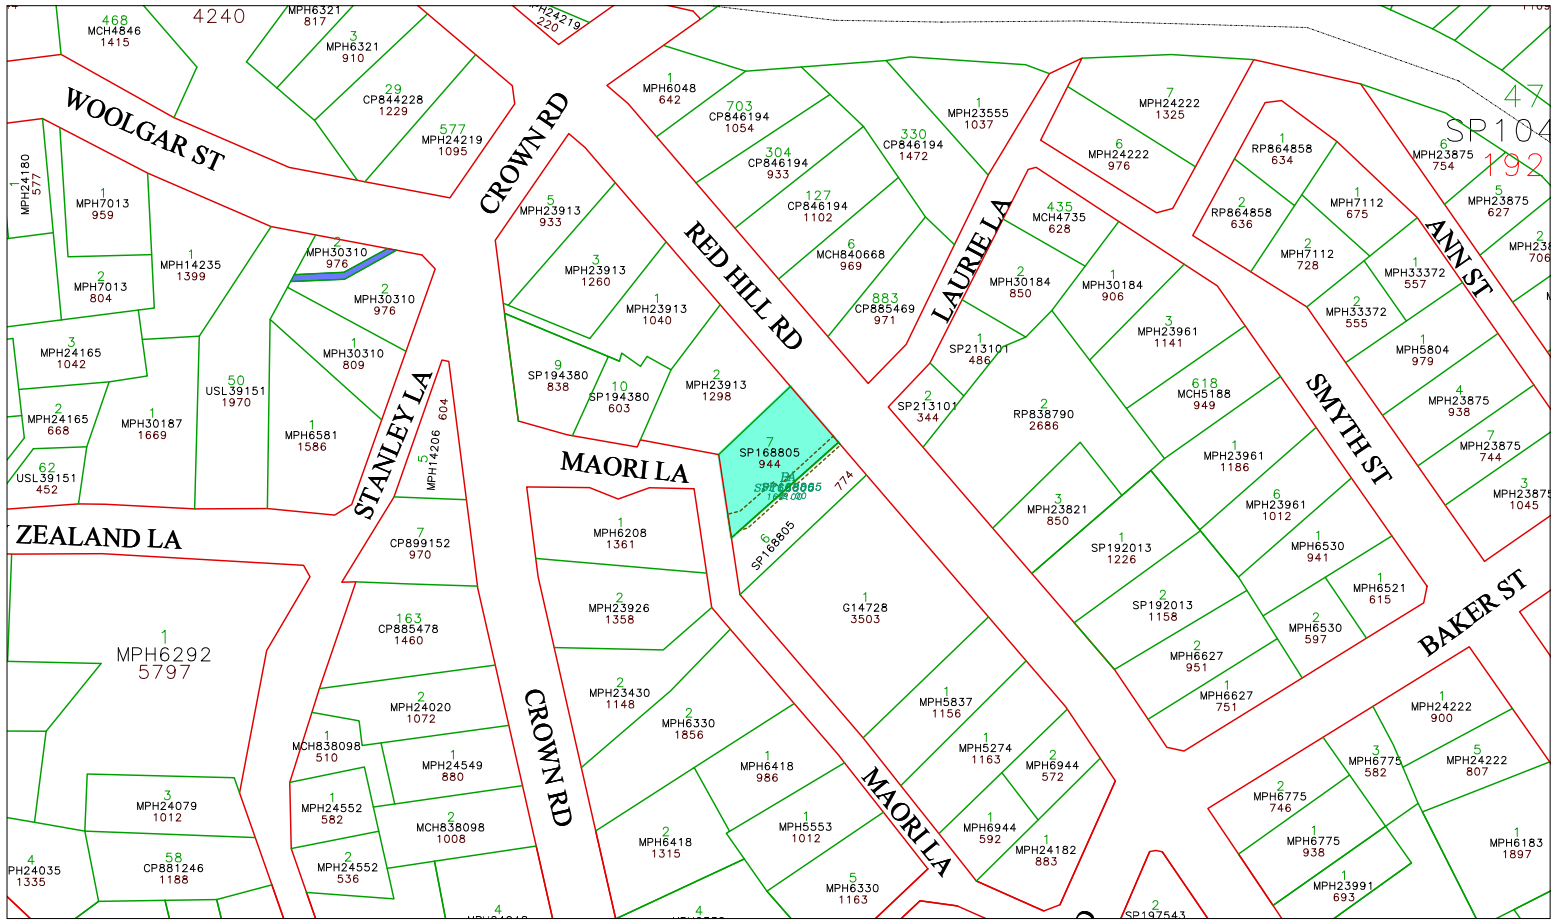 468
MCH4846
1415
4240
MPH6321
817
3
MPH6321
910
29
CP844228
1229
577
MPH24219
1095
MPH24219
220
WOOLGAR ST
CROWN RD
1
MPH6048
642
703
CP846194
1054
304
CP846194
933
127
CP846194
1102
6
MCH840668
969
883
CP885469
971
330
CP846194
1472
1
MPH23555
1037
7
MPH24222
1325
6
MPH24222
976
1
RP864858
634
2
RP864858
636
1
MPH7112
675
2
MPH7112
728
6
MPH23875
754
5
MPH23875
627
47
SP104
192
2
706
1
MPH24180
577
1
MPH7013
959
2
MPH7013
804
1
MPH14235
1399
2
MPH30310
976
2
MPH30310
976
1
MPH30310
809
5
MPH23913
933
3
MPH23913
1260
1
MPH23913
1040
2
MPH23913
1298
9
SP194380
838
10
SP194380
603
RED HILL RD
LAURIE LA
ANN ST
435
MCH4735
628
2
MPH30184
850
1
MPH30184
906
3
MPH23961
1141
1
SP213101
486
2
SP213101
344
2
RP838790
2686
618
MCH5188
949
1
MPH23961
1186
6
MPH23961
1012
1
MPH33372
557
2
MPH33372
555
1
MPH5804
979
4
MPH23875
938
7
MPH23875
744
3
MPH23875
1045
SMYTH ST
3
MPH24165
1042
2
MPH24165
668
62
USL39151
452
1
MPH30187
1669
50
USL39151
1970
1
MPH6581
1586
STANLEY LA
5
MPH14206
604
MAORI LA
7
SP168805
944
6
SP168805
774
ZEALAND LA
7
CP899152
970
1
MPH6208
1361
2
MPH23926
1358
1
G14728
3503
3
MPH23821
850
1
SP192013
1226
2
SP192013
1158
1
MPH6530
941
1
MPH6521
615
2
MPH6530
597
2
MPH6627
951
1
MPH6627
751
BAKER ST
1
MPH6292
5797
163
CP885478
1460
2
MPH24020
1072
1
MCH838098
510
1
MPH24549
880
1
MPH24552
582
2
MCH838098
1008
2
MPH24552
536
CROWN RD
2
MPH23430
1148
2
MPH6330
1856
1
MPH6418
986
2
MPH6418
1315
1
MPH5553
1012
5
MPH6330
1163
MAORI LA
1
MPH5837
1156
1
MPH5274
1163
2
MPH6944
572
1
MPH6944
592
1
MPH24182
883
1
MPH24222
900
5
MPH24222
807
3
MPH6775
582
2
MPH6775
746
1
MPH6775
938
1
MPH23991
693
1
MPH6183
1897
3
MPH24079
1012
58
CP881246
1188
4
PH24035
1335
4
2
SP197543